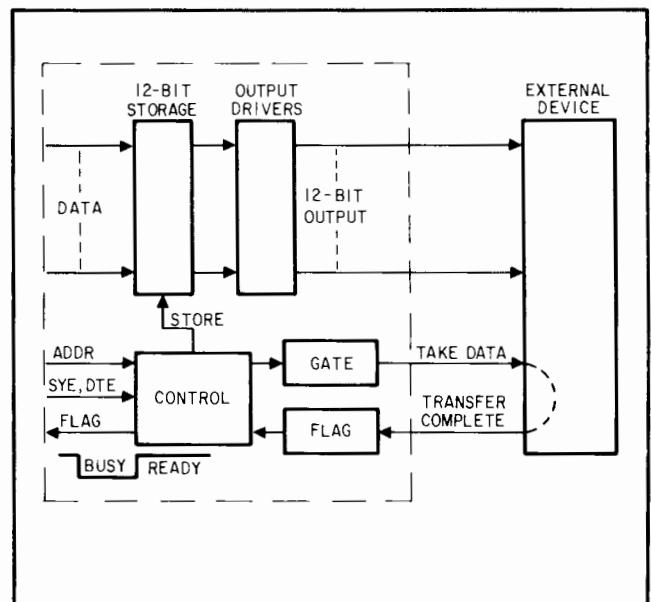 12-BIT
STORAGE
OUTPUT
DRIVERS
EXTERNAL
DEVICE
DATA
12-BIT
OUTPUT
STORE
ADDR
SYE, DTE
FLAG
CONTROL
GATE
FLAG
TAKE DATA
TRANSFER
COMPLETE
BUSY
READY